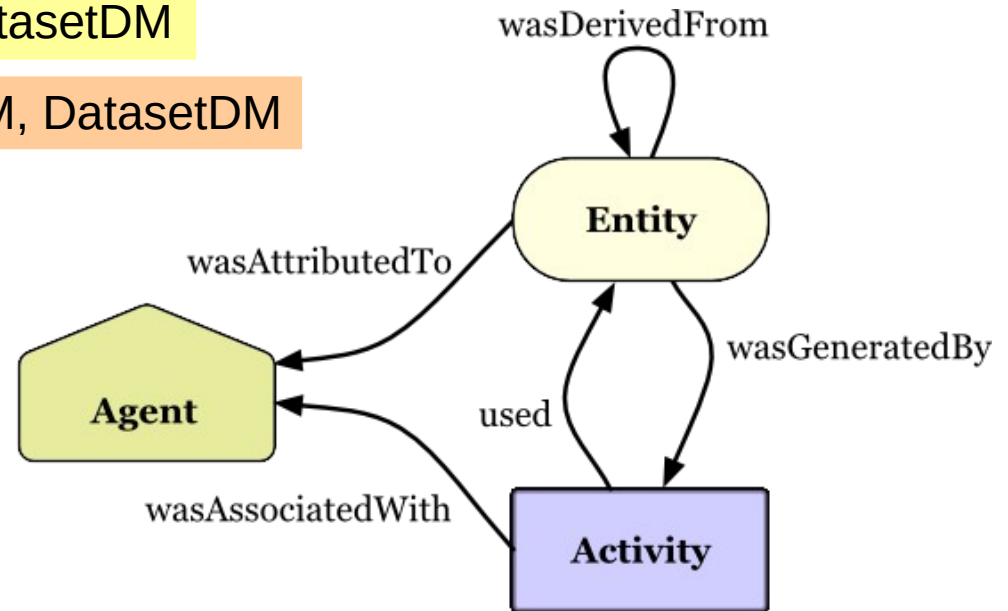 tasetDM
M, DatasetDM
wasDerivedFrom
Entity
wasAttributedTo
wasGeneratedBy
Agent
used
wasAssociatedWith
Activity